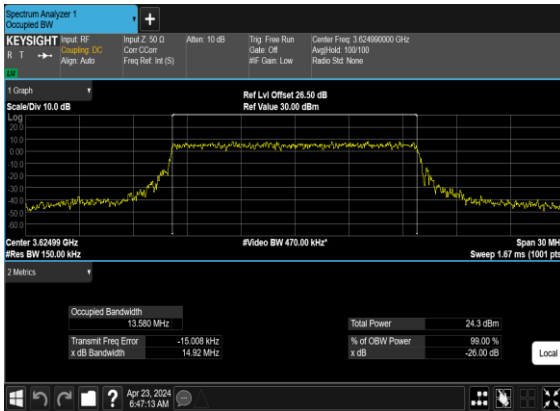 Spectrum Analyzer 1
Occupied BW
KEYSIGHT Input: RF Input Z: 50 Ω Atten: 10 dB Trig: Free Run Center Freq: 3.624990000 GHz
R T Coupling: DC Corr CCorr Gate: Off Avg|Hold: 100/100
Align: Auto Freq Ref: Int (S) #IF Gain: Low Radio Std: None
1 Graph
Ref Lvl Offset 26.50 dB
Scale/Div 10.0 dB Ref Value 30.00 dBm
Log
20.0
10.0
0.00
-10.0
-20.0
-30.0
-40.0
-50.0
-60.0
Center 3.62499 GHz #Video BW 470.00 kHz* Span 30 MH
#Res BW 150.00 kHz Sweep 1.67 ms (1001 pts
2 Metrics
Occupied Bandwidth
13.580 MHz Total Power 24.3 dBm
Transmit Freq Error -15.008 kHz % of OBW Power 99.00 %
x dB Bandwidth 14.92 MHz x dB -26.00 dB
Local
Apr 23, 2024
6:47:13 AM